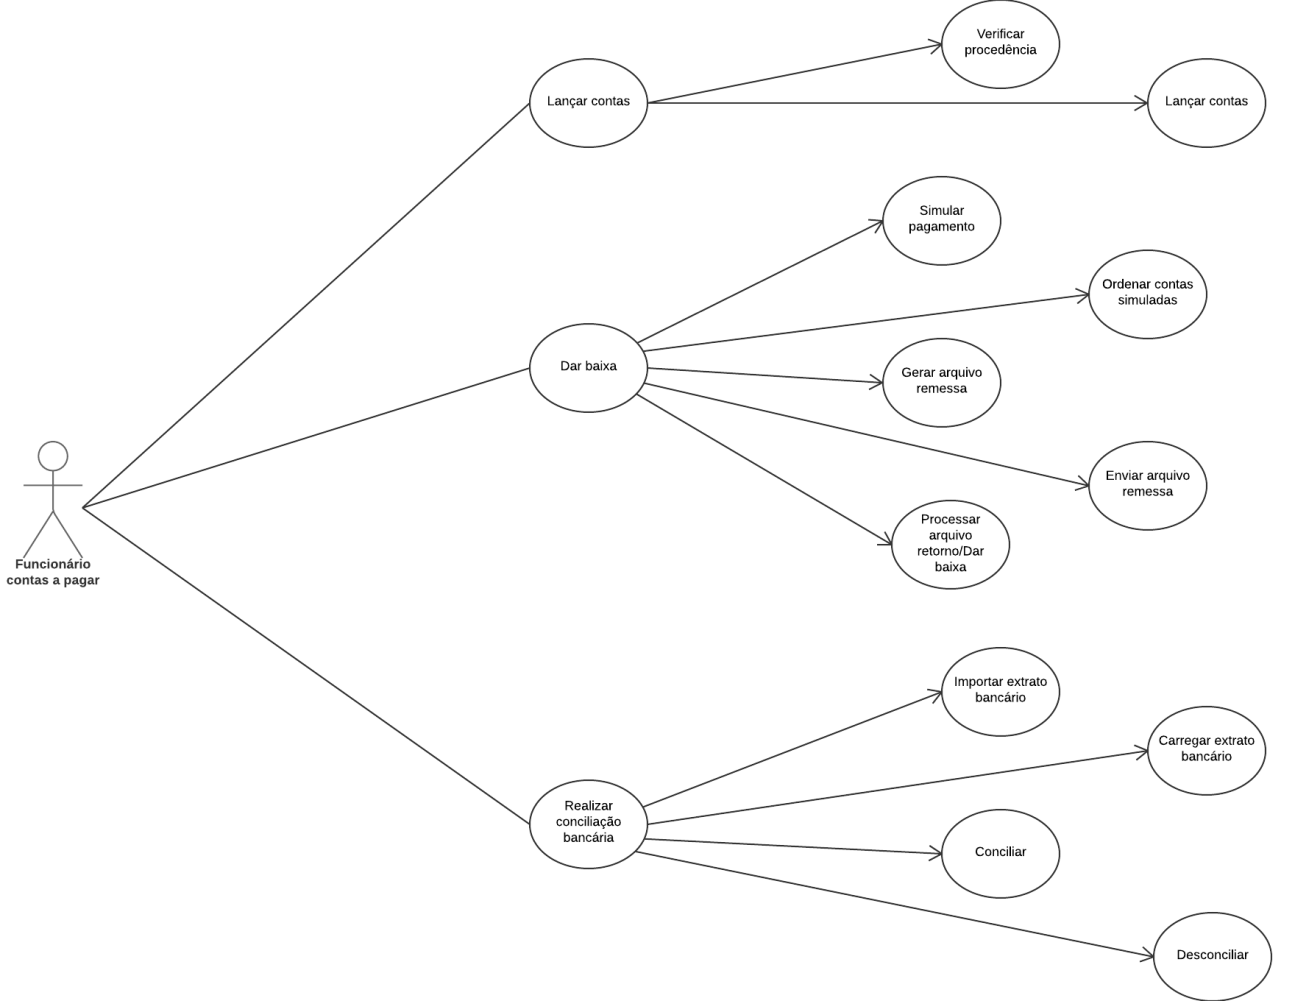 Verificar
procedência
Lançar contas
Lançar contas
Simular
pagamento
Ordenar contas
simuladas
Dar baixa
Gerar arquivo
remessa
Enviar arquivo
remessa
Processar
arquivo
retorno/Dar
baixa
Funcionário
contas a pagar
Importar extrato
bancário
Carregar extrato
bancário
Realizar
conciliação
bancária
Conciliar
Desconciliar